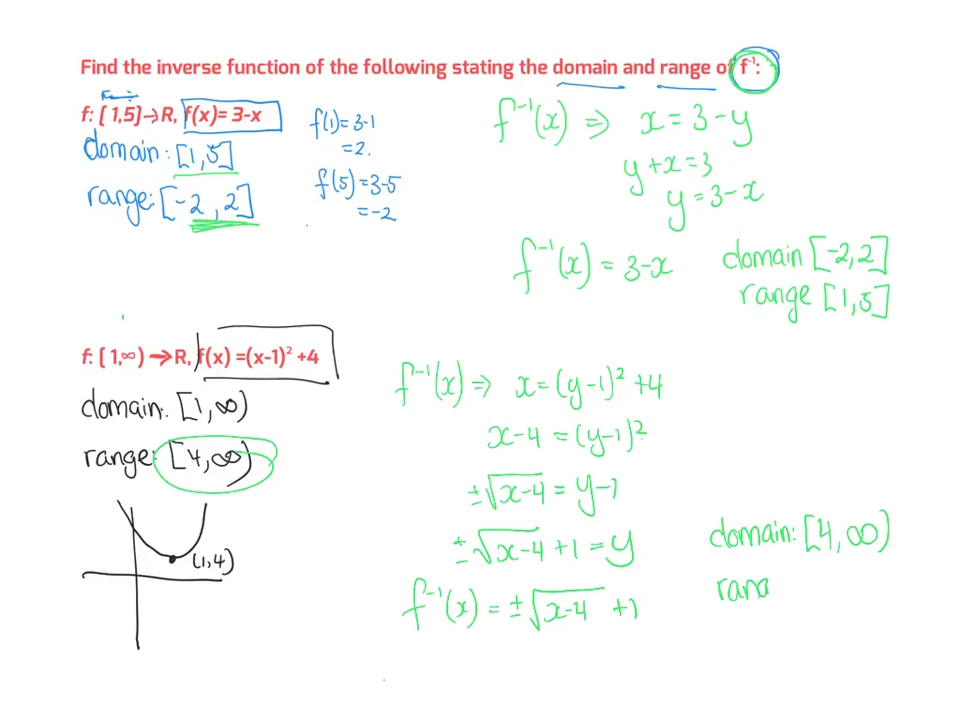 Find the inverse function of the following stating the domain and range of f⁻¹:
f: [ 1,5]→R, f(x)= 3-x
domain: [1,5]
range: [-2, 2]
f(1)=3-1
=2.
f(5)=3-5
=-2
f⁻¹(x) ⇒ x = 3-y
y+x=3
y=3-x
f⁻¹(x) = 3-x
domain [-2,2]
range [1,5]
f: [ 1,∞) → R, f(x) =(x-1)² +4
domain: [1,∞)
range: [4,∞)
(1,4)
f⁻¹(x) ⇒ x=(y-1)² +4
x-4 = (y-1)²
±√x-4 = y-1
±√x-4 +1 = y
f⁻¹(x) = ±√x-4 +1
domain: [4,∞)
rang